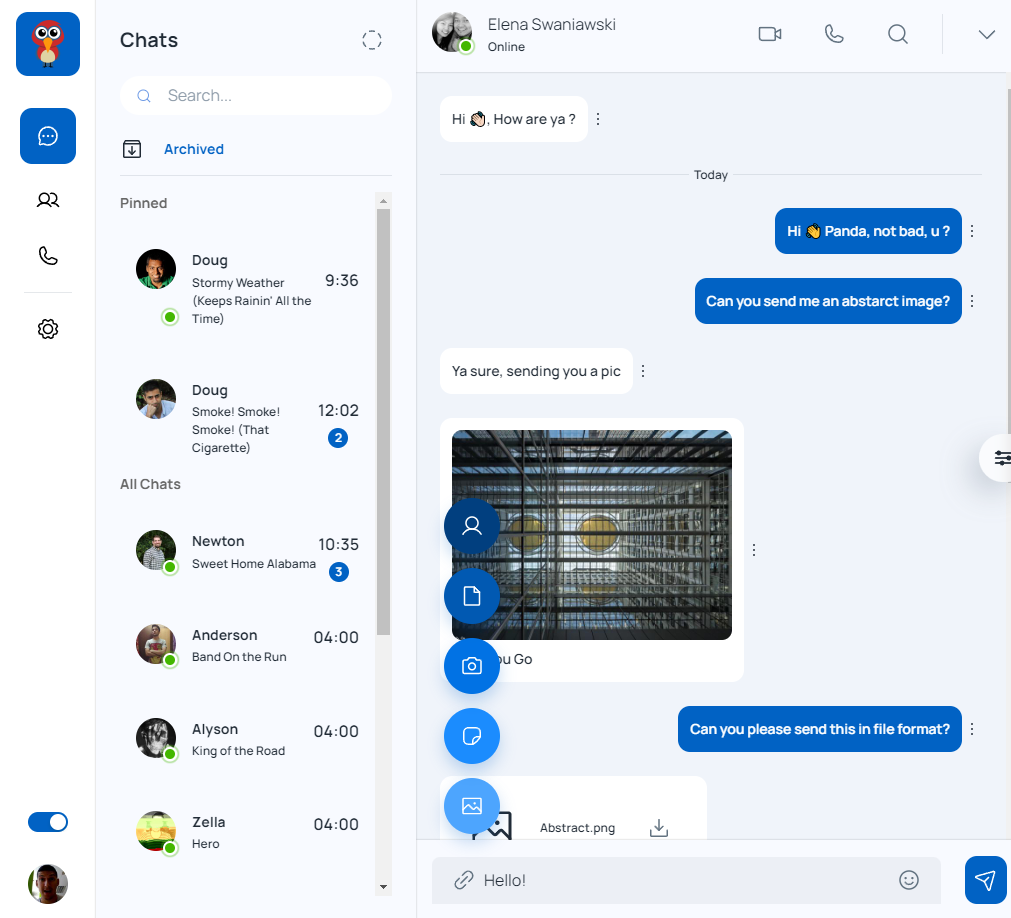 Chats
Search...
Archived
Pinned
Doug
Stormy Weather
(Keeps Rainin' All the
Time)
9:36
Doug
Smoke! Smoke!
Smoke! (That
Cigarette)
12:02
2
All Chats
Newton
Sweet Home Alabama
10:35
3
Anderson
Band On the Run
04:00
Alyson
King of the Road
04:00
Zella
Hero
04:00
Elena Swaniawski
Online
Hi 👋🏻, How are ya ?
Today
Hi 👋 Panda, not bad, u ?
Can you send me an abstarct image?
Ya sure, sending you a pic
ou Go
Can you please send this in file format?
Abstract.png
Hello!